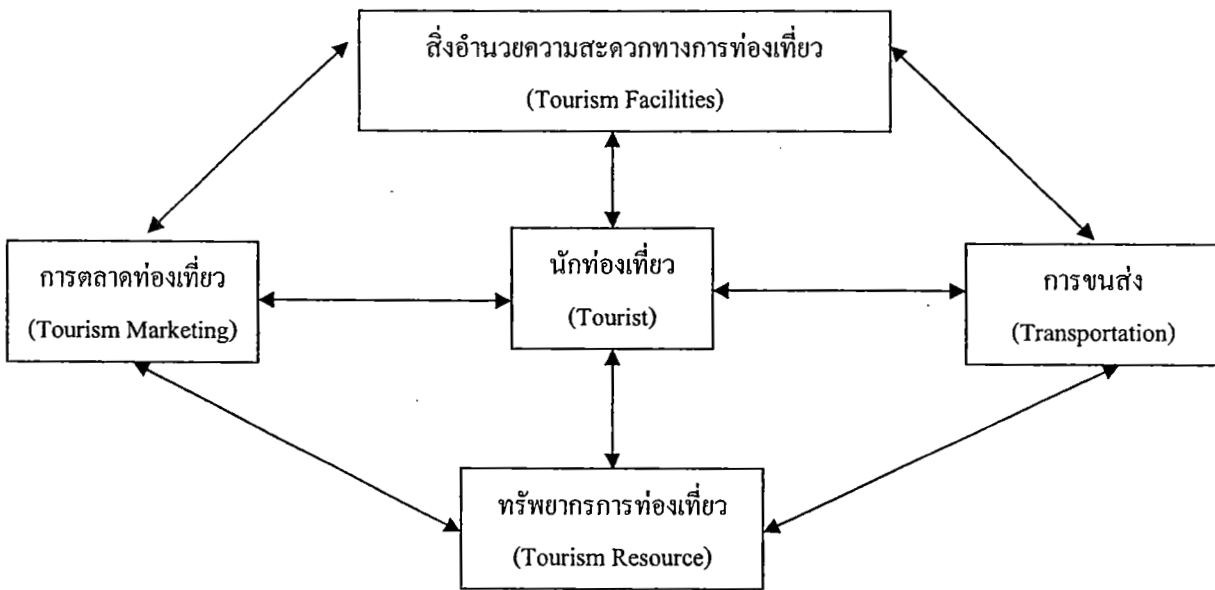 สิ่งอำนวยความสะดวกทางการท่องเที่ยว
(Tourism Facilities)
การตลาดท่องเที่ยว
(Tourism Marketing)
นักท่องเที่ยว
(Tourist)
การขนส่ง
(Transportation)
ทรัพยากรการท่องเที่ยว
(Tourism Resource)